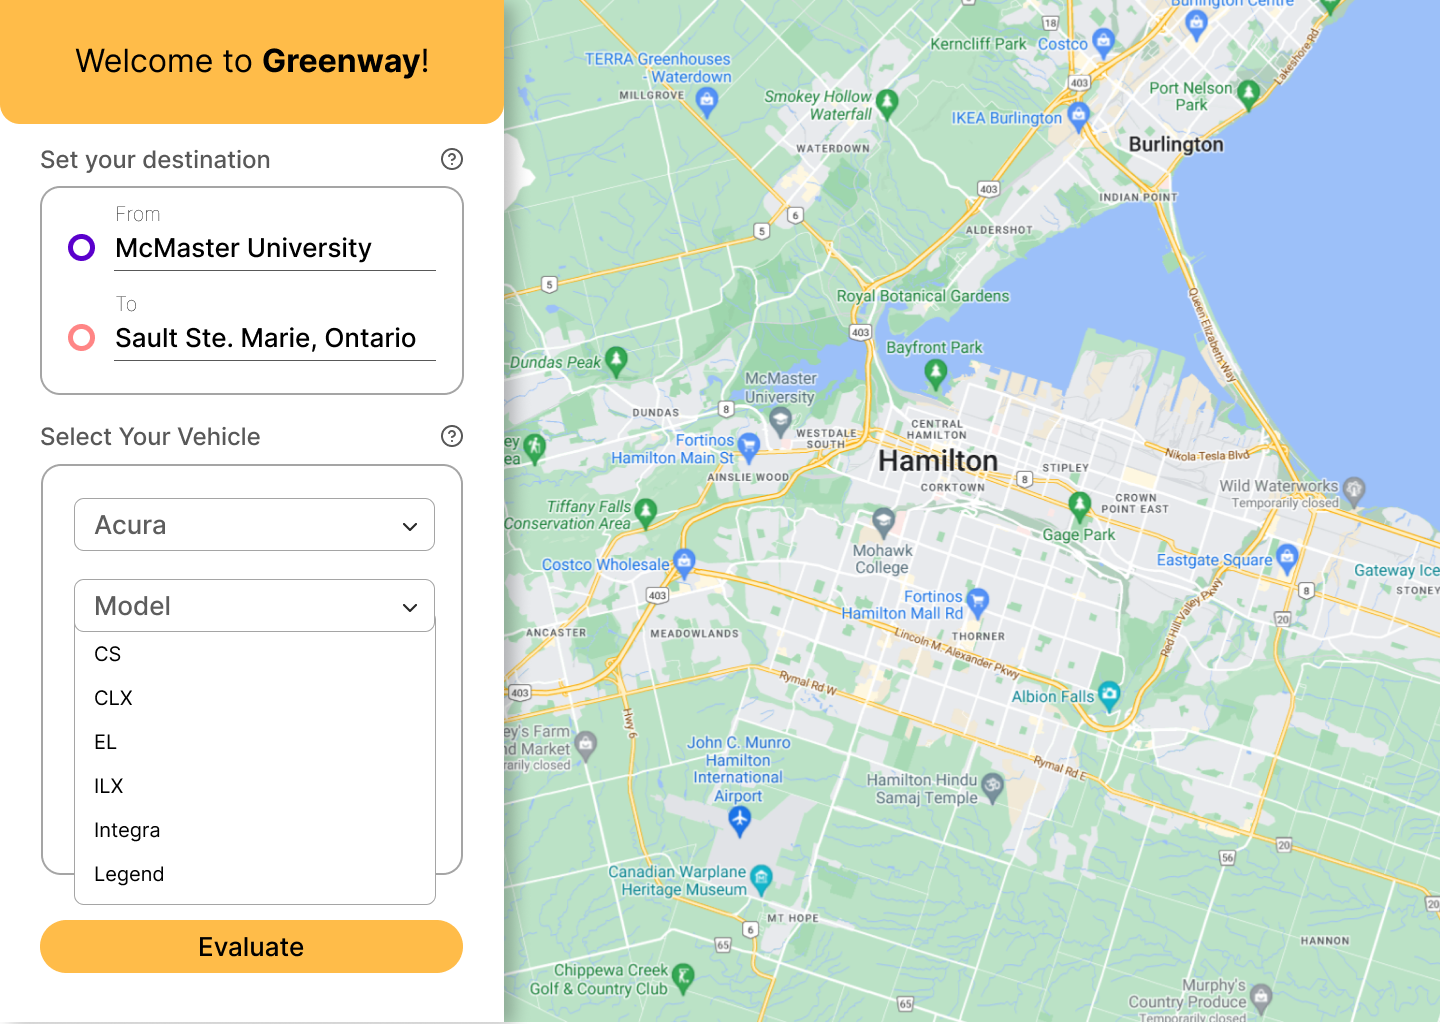 Welcome to Greenway!
Set your destination
From
McMaster University
To
Sault Ste. Marie, Ontario
Select Your Vehicle
Acura
Model
CS
CLX
EL
ILX
Integra
Legend
Evaluate
Burlington Centre
18
Kerncliff Park
Costco
TERRA Greenhouses
- Waterdown
MILLGROVE
403
Lakeshore Rd
Port Nelson
Park
Smokey Hollow
Waterfall
IKEA Burlington
Burlington
WATERDOWN
403
INDIAN POINT
6
5
ALDERSHOT
5
Royal Botanical Gardens
Queen Elizabeth Way
403
Bayfront Park
Dundas Peak
McMaster
University
8
DUNDAS
CENTRAL
HAMILTON
WESTDALE
SOUTH
Fortinos
Hamilton Main St
Nikola Tesla Blvd
Hamilton
STIPLEY
AINSLIE WOOD
8
CORKTOWN
Wild Waterworks
Temporarily closed
CROWN
POINT EAST
Tiffany Falls
Conservation Area
Gage Park
Mohawk
College
Costco Wholesale
Eastgate Square
Gateway Ice
8
STONEY
403
Fortinos
Hamilton Mall Rd
Red Hill Valley Pkwy
20
ANCASTER
MEADOWLANDS
Lincoln M. Alexander Pkwy
THORNER
Rymal Rd W
403
Albion Falls
Hwy 6
ey's Farm
nd Market
rarily closed
John C. Munro
Hamilton
International
Airport
Rymal Rd E
Hamilton Hindu
Samaj Temple
20
56
Canadian Warplane
Heritage Museum
20
MT HOPE
6
65
HANNON
Chippewa Creek
Golf & Country Club
65
Murphy's
Country Produce
Temporarily closed